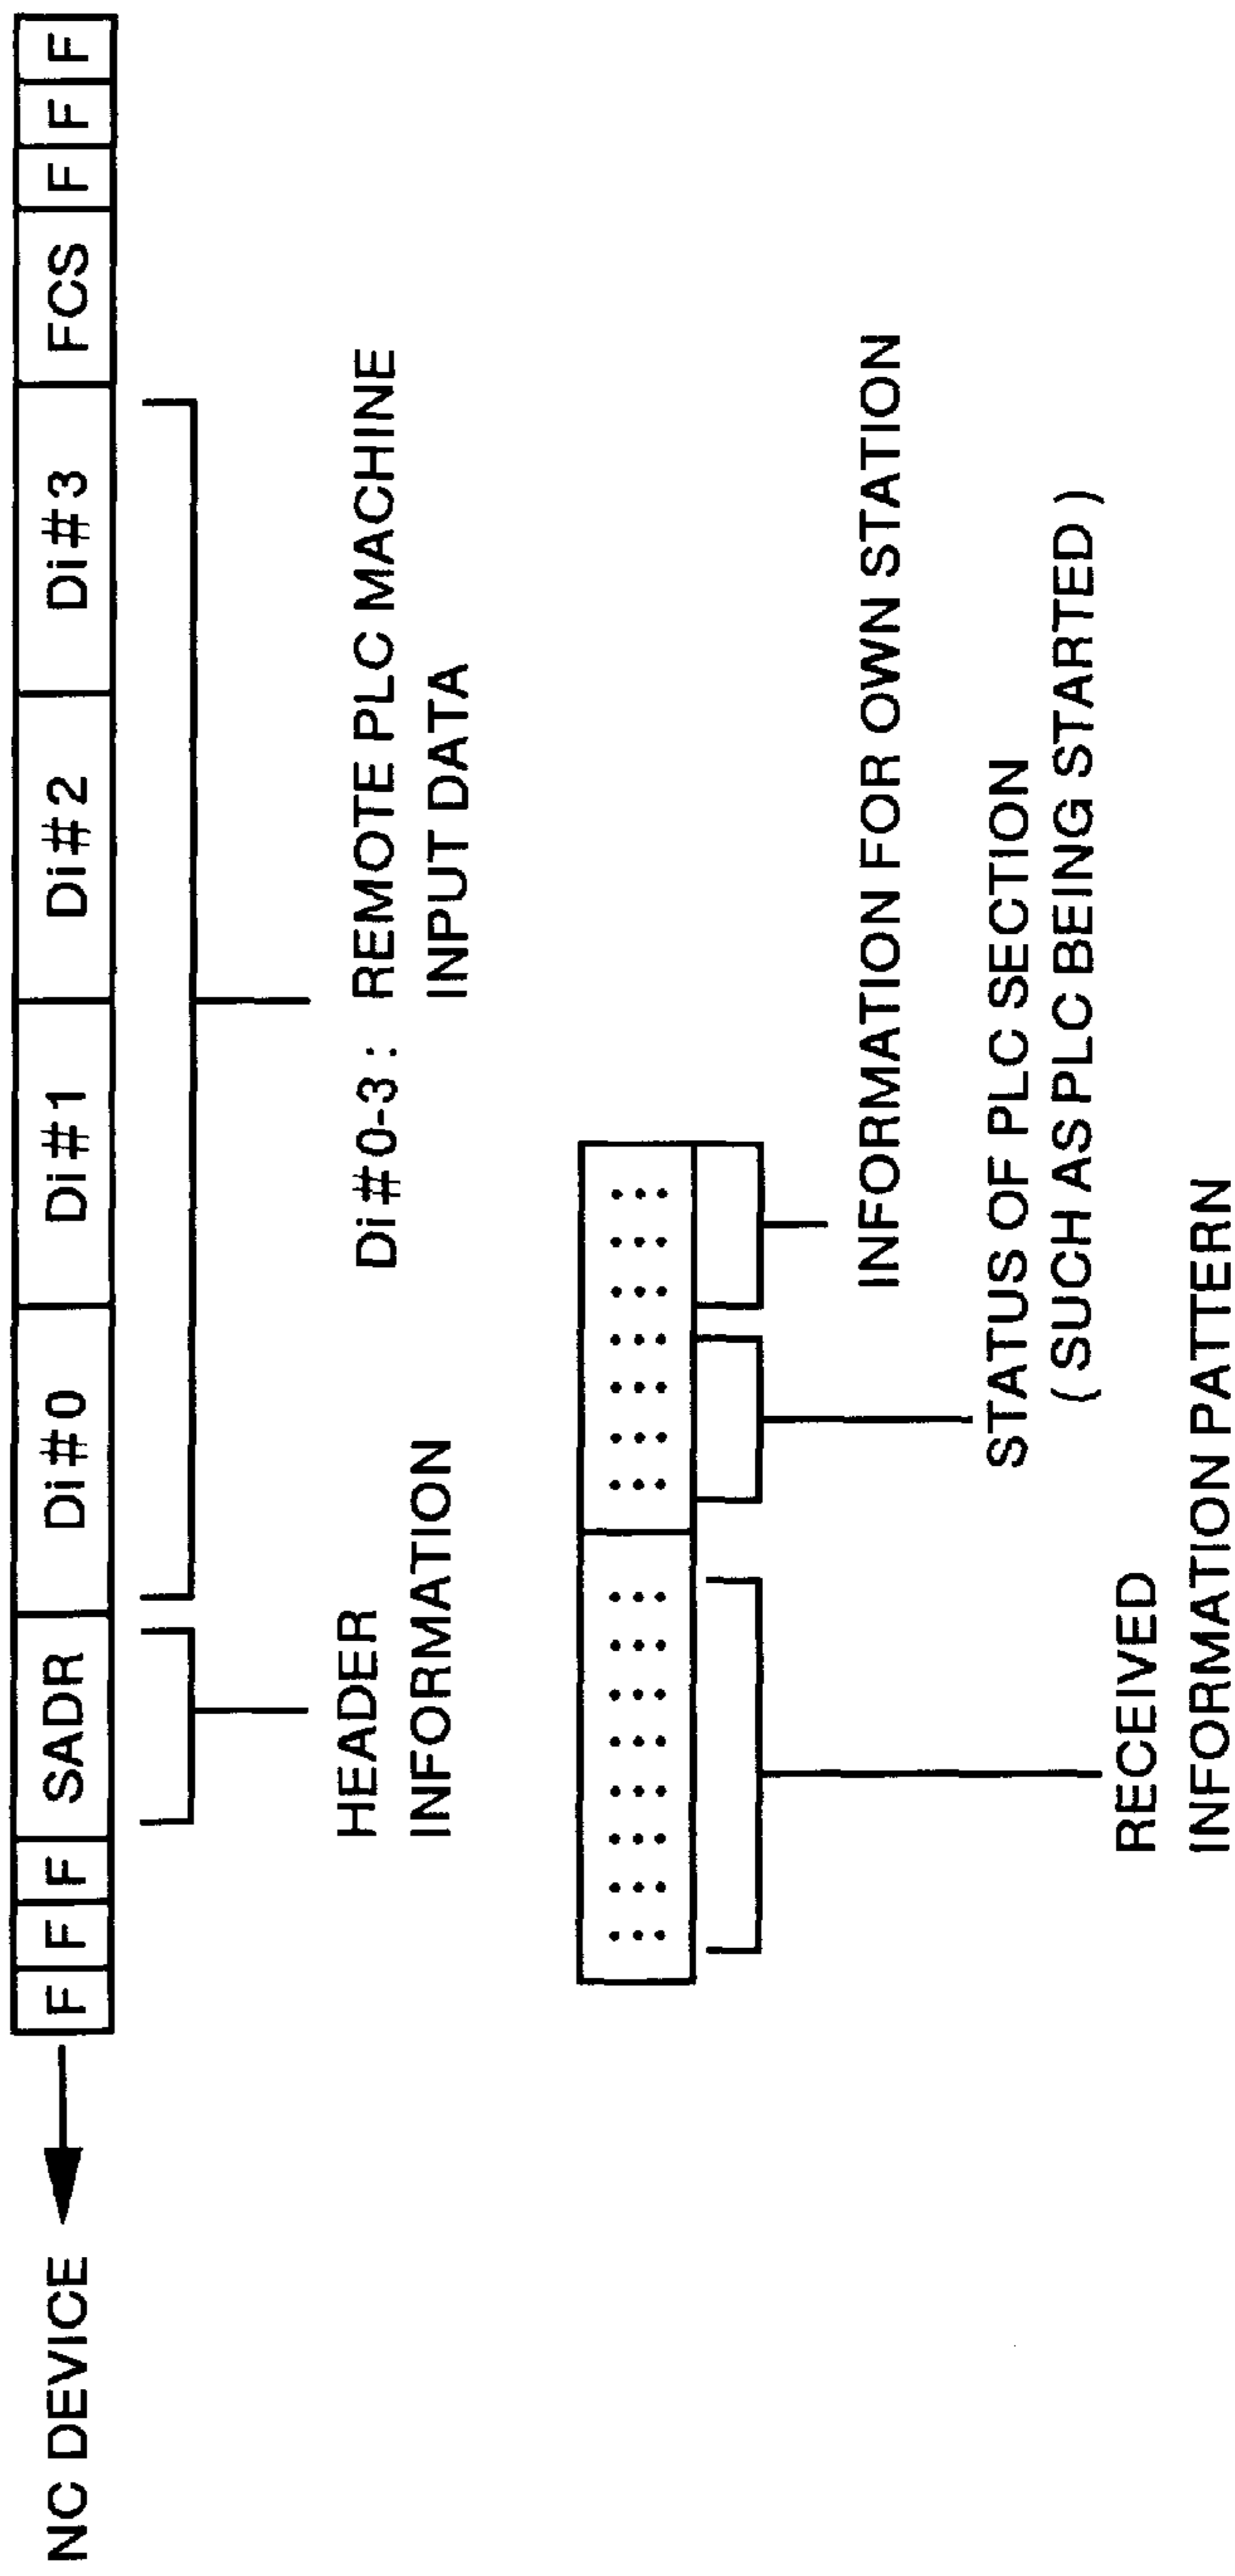 NC DEVICE
F F F SADR Di#0 Di#1 Di#2 Di#3 FCS F F F
HEADER
INFORMATION
Di#0-3 : REMOTE PLC MACHINE
INPUT DATA
INFORMATION FOR OWN STATION
STATUS OF PLC SECTION
( SUCH AS PLC BEING STARTED )
RECEIVED
INFORMATION PATTERN